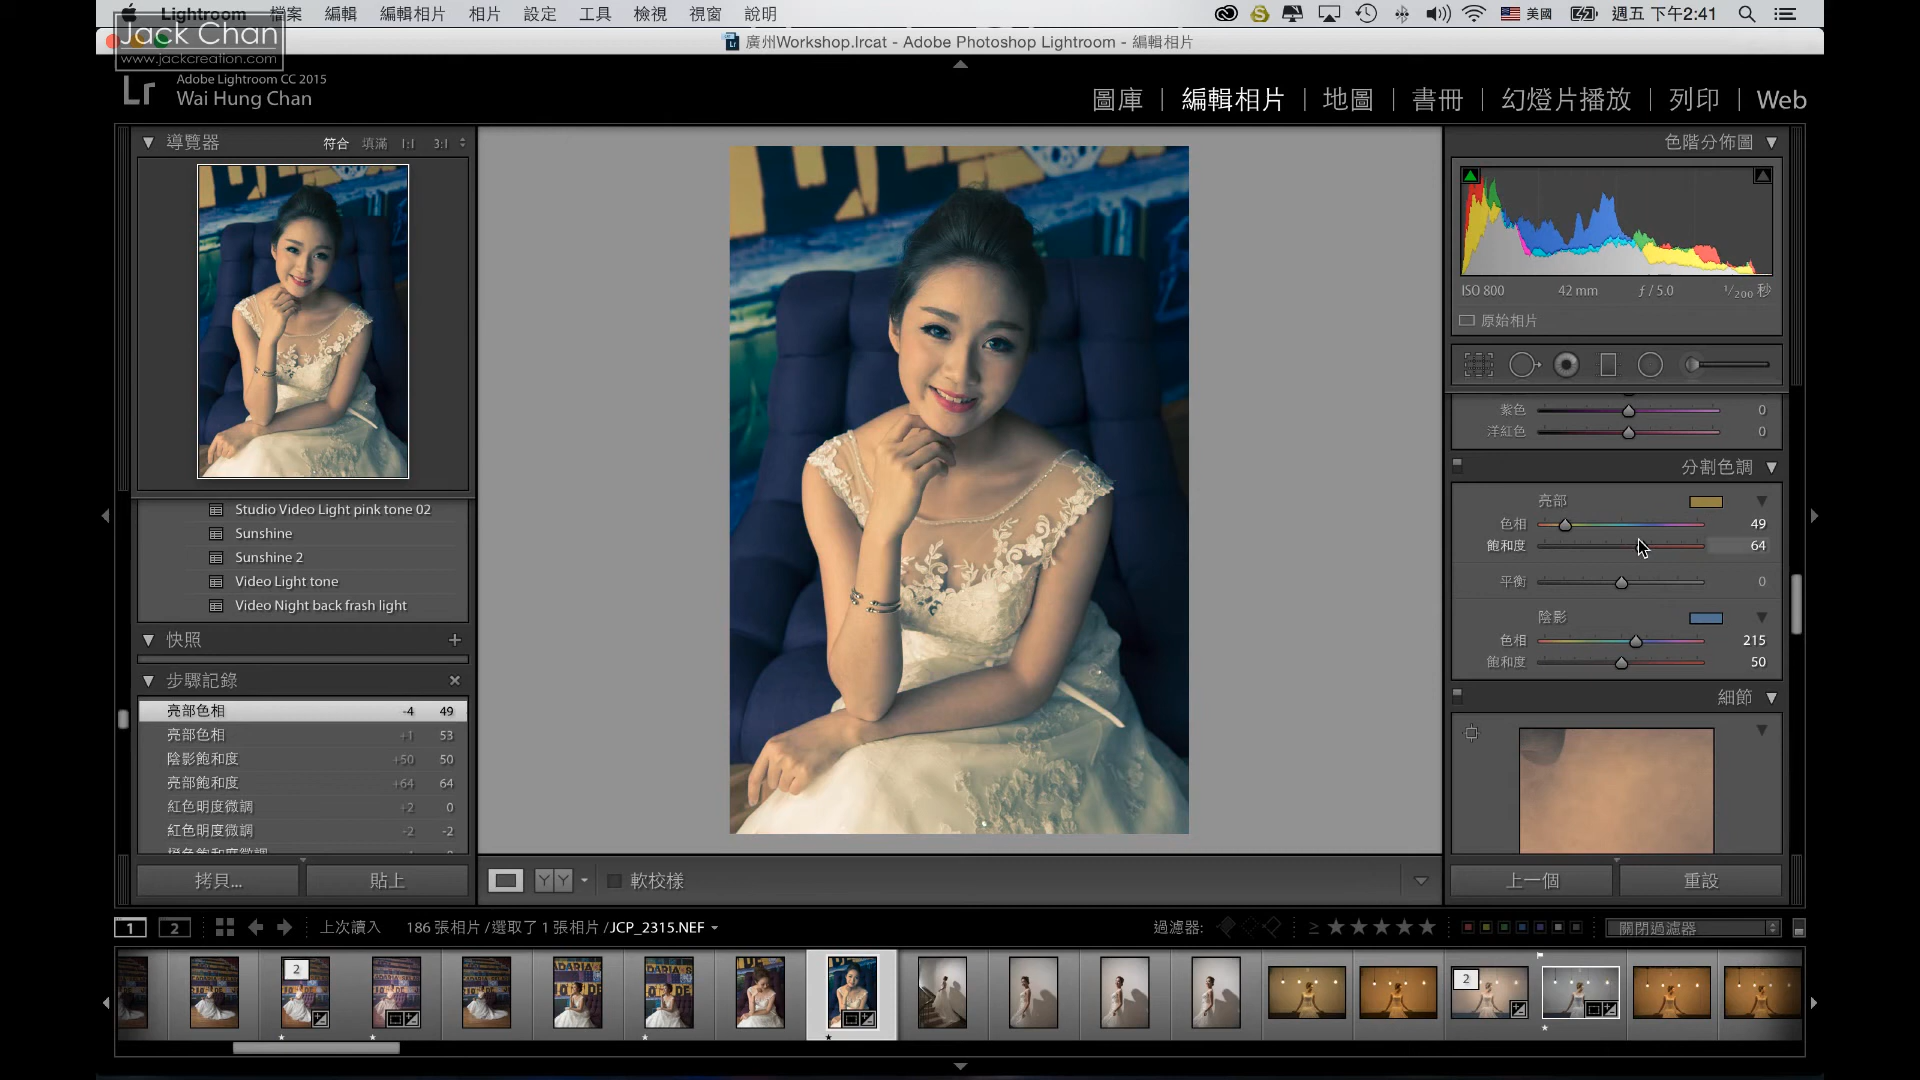 Lightroom 檔案 編輯 編輯相片 相片 設定 工具 檢視 視窗 說明 美國 週五 下午2:41
Jack Chan
www.jackcreation.com
廣州Workshop.lrcat - Adobe Photoshop Lightroom - 編輯相片
Lr
Adobe Lightroom CC 2015
Wai Hung Chan
圖庫 | 編輯相片 | 地圖 | 書冊 | 幻燈片播放 | 列印 | Web
導覽器 符合 填滿 1:1 3:1
Studio Video Light pink tone 02
Sunshine
Sunshine 2
Video Light tone
Video Night back frash light
快照
步驟記錄
亮部色相 -4 49
亮部色相 +1 53
陰影飽和度 +50 50
亮部飽和度 +64 64
紅色明度微調 +2 0
紅色明度微調 -2 -2
拷貝... 貼上
軟校樣
色階分佈圖
ISO 800 42 mm ƒ / 5.0 1/200 秒
原始相片
紫色 0
洋紅色 0
分割色調
亮部
色相 49
飽和度 64
平衡 0
陰影
色相 215
飽和度 50
細節
上一個 重設
1 2 上次讀入 186 張相片 /選取了 1 張相片 /JCP_2315.NEF 過濾器: ≥ 關閉過濾器
2 2